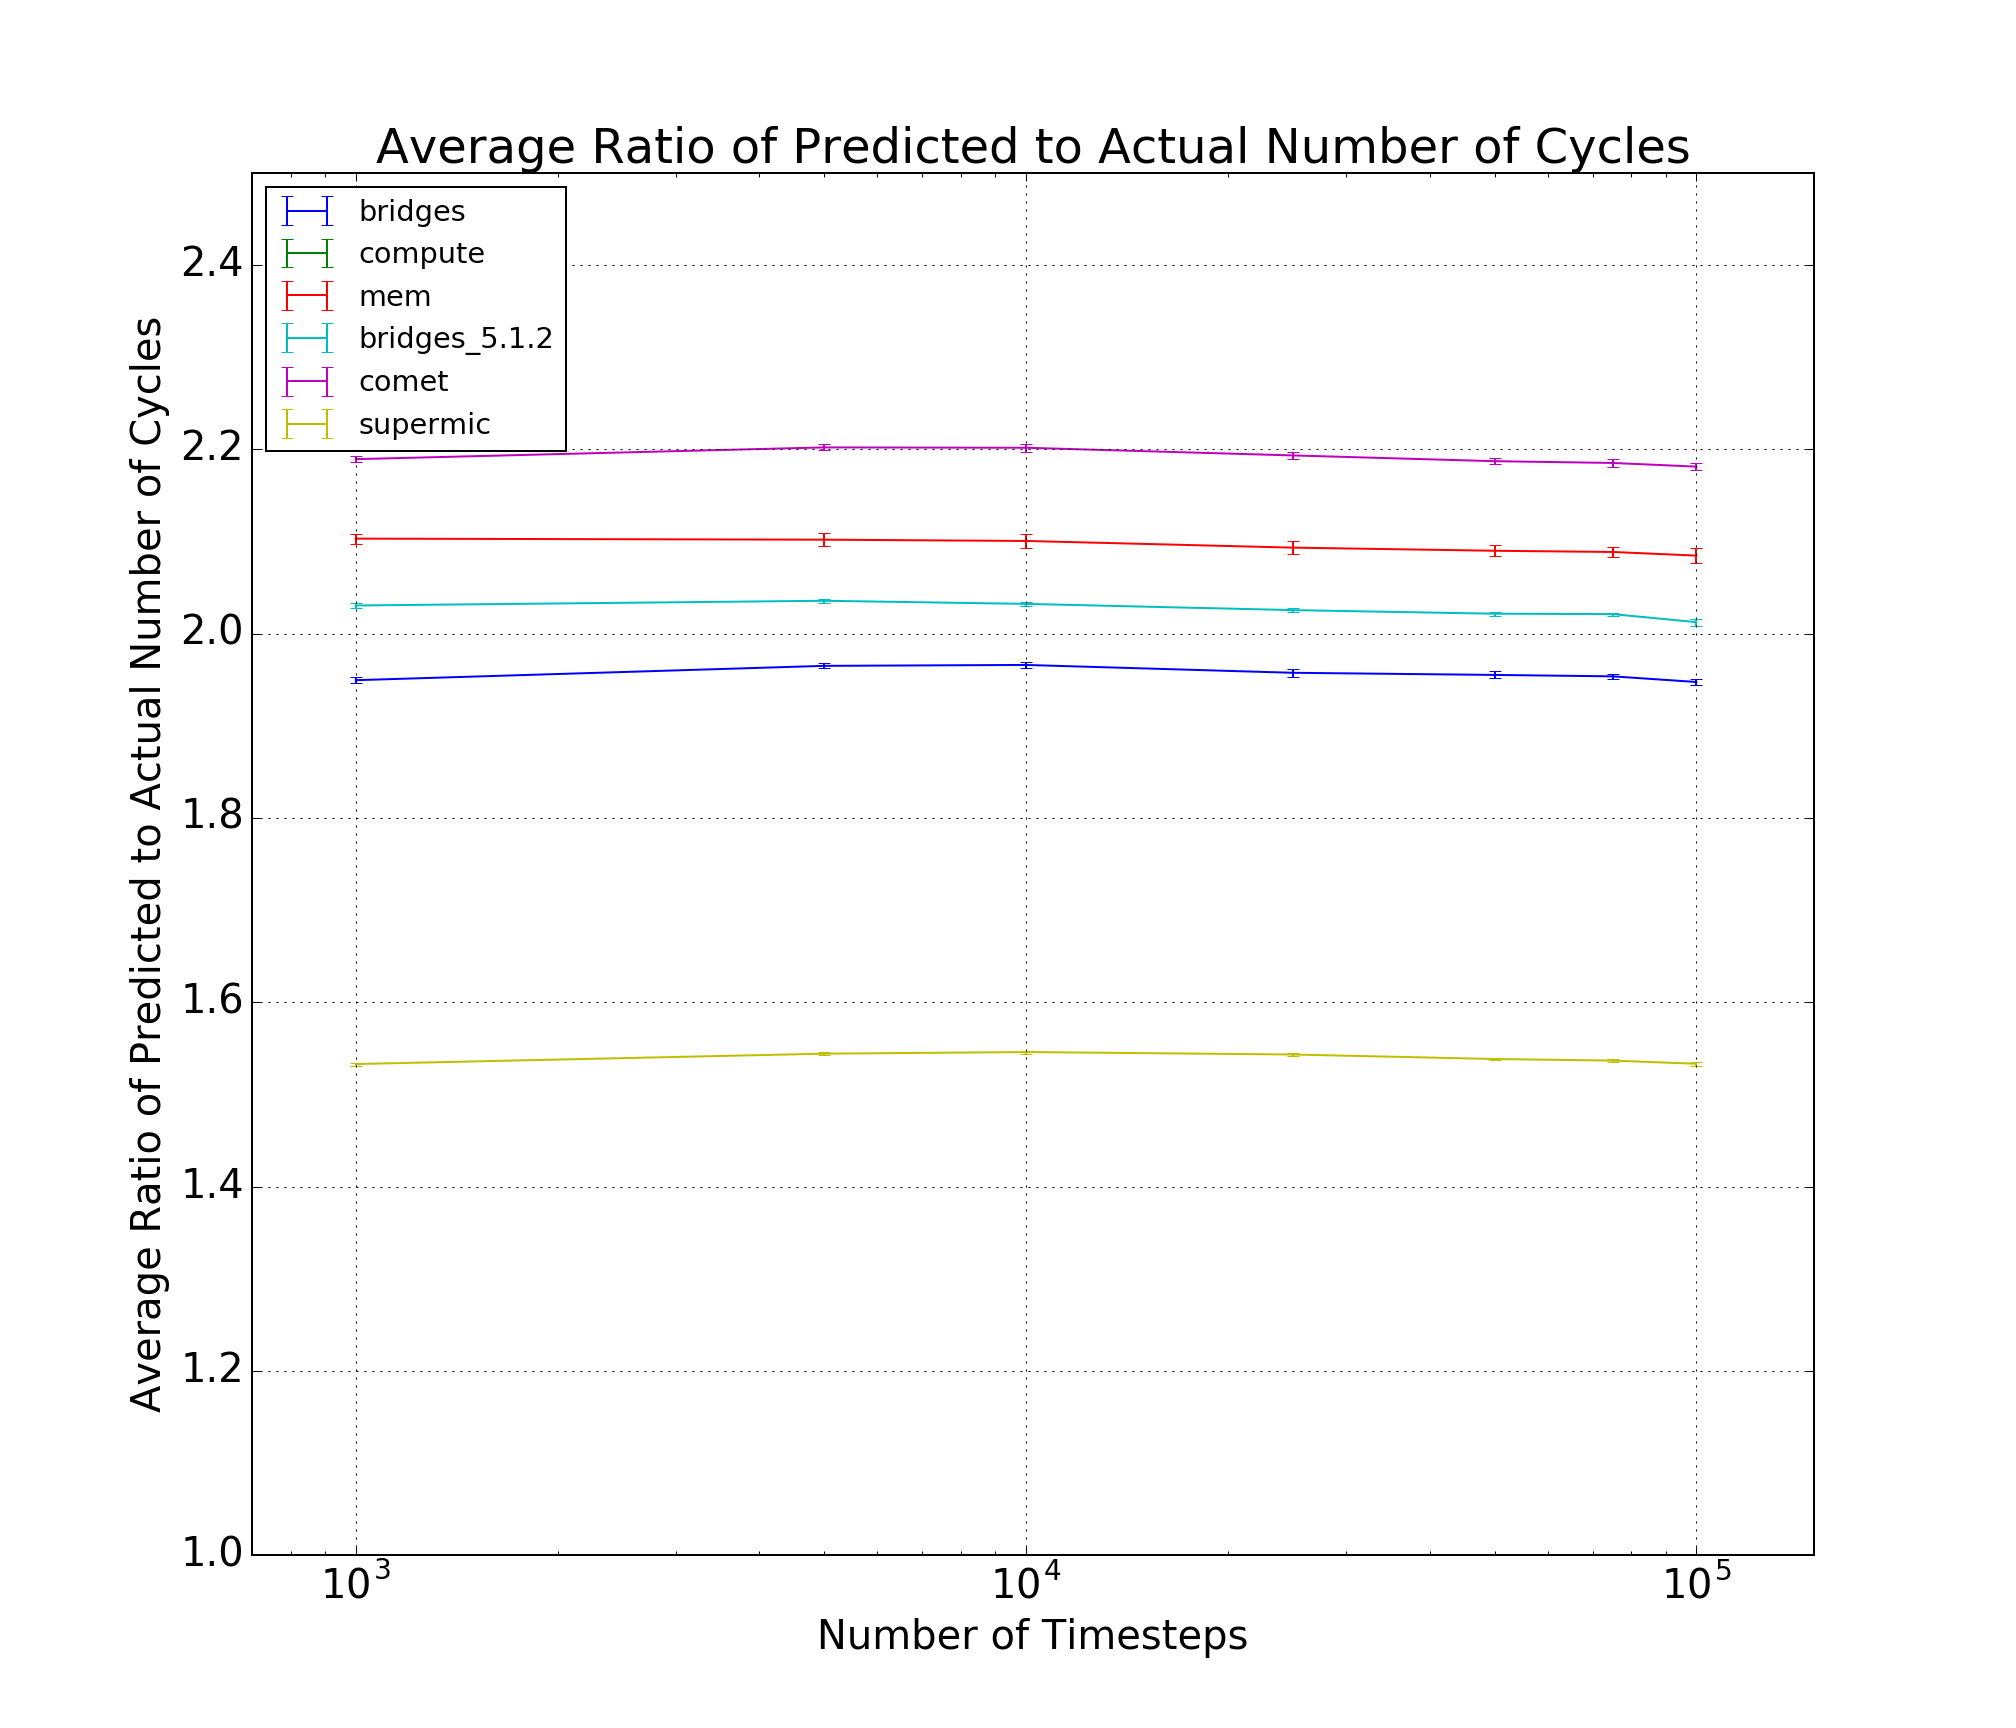 Average Ratio of Predicted to Actual Number of Cycles
bridges
compute
mem
bridges_5.1.2
comet
supermic
Average Ratio of Predicted to Actual Number of Cycles
2.4
2.2
2.0
1.8
1.6
1.4
1.2
1.0
10³ 10⁴ 10⁵
Number of Timesteps